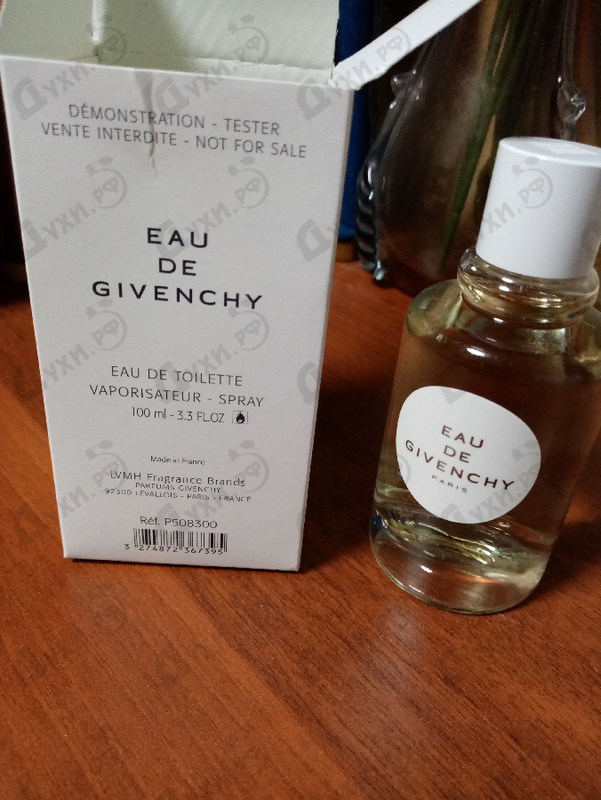 DÉMONSTRATION - TESTER
VENTE INTERDITE - NOT FOR SALE
EAU
DE
GIVENCHY
EAU DE TOILETTE
VAPORISATEUR - SPRAY
100 ml - 3.3 FL.OZ
Made in France
LVMH Fragrance Brands
PARFUMS GIVENCHY
92300 LEVALLOIS - PARIS - FRANCE
Réf. P508300
3 274872 367395
EAU
DE
GIVENCHY
PARIS
Духи.рф